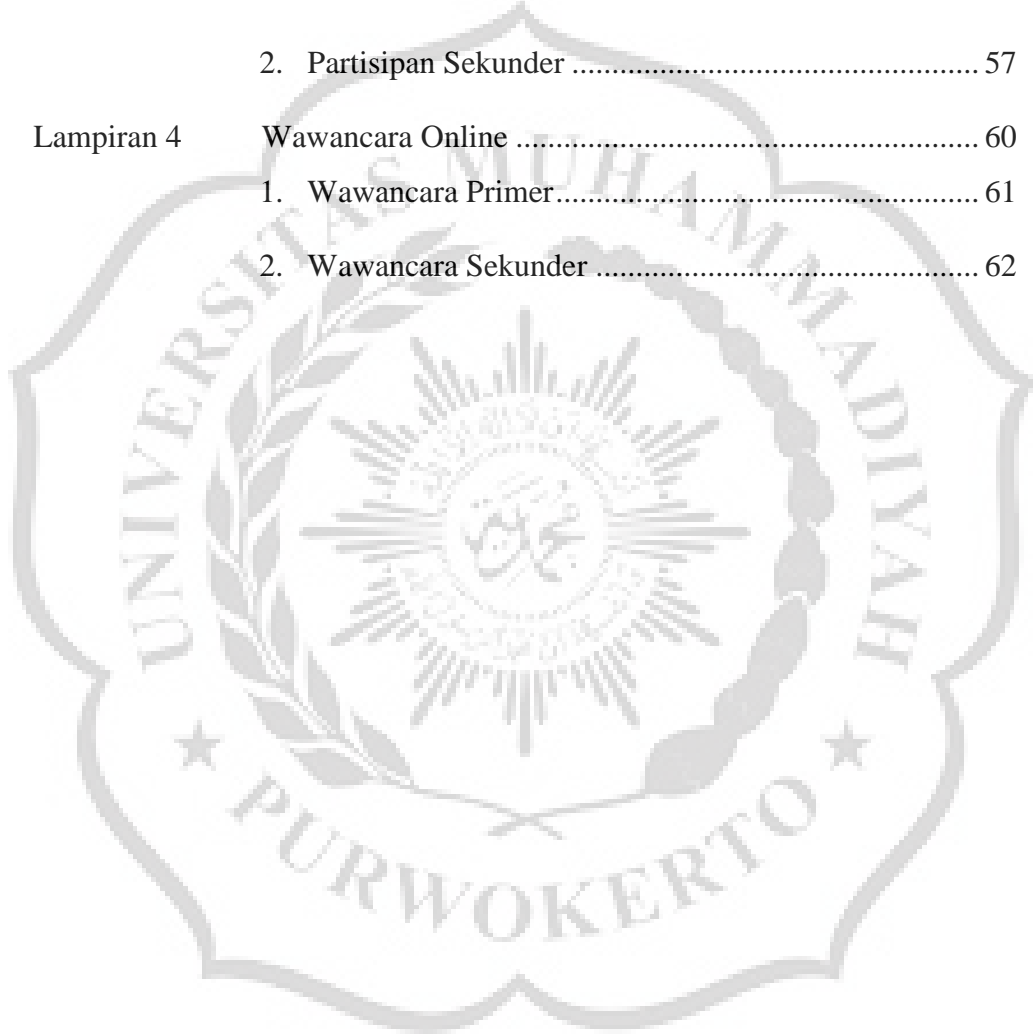 2. Partisipan Sekunder ................................................ 57
Lampiran 4 Wawancara Online ....................................................... 60
1. Wawancara Primer .................................................. 61
2. Wawancara Sekunder ............................................. 62
UNIVERSITAS MUHAMMADIYAH
★ PURWOKERTO ★